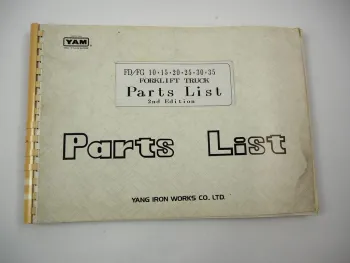 YAM
FD/FG 10·15·20·25·30·35
FORKLIFT TRUCK
Parts List
2nd Edition
Parts List
YANG IRON WORKS CO., LTD.